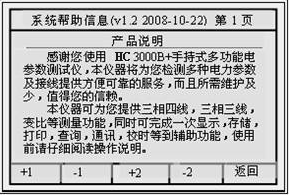 系统帮助信息(v1.2 2008-10-22) 第 1 页
产品说明
感谢您使用 HC3000B+手持式多功能电
参数测试仪,本仪器将为您检测多种电力参数
及接线提供方便可靠的服务,而且所需维护及
少,值得您的信赖。
本仪器可为您提供三相四线,三相三线,
变比等测量功能,同时可完成一次显示,存储,
打印,查询,通讯,校时等到辅助功能,使用
前请仔细阅读操作说明。
+1 -1 +2 -2 返回